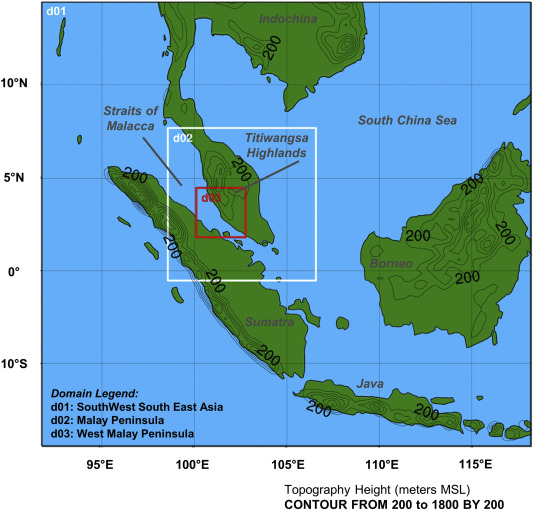 d01
Indochina
200
10°N
Straits of
Malacca
d02
South China Sea
Titiwangsa
Highlands
200
5°N
200
200
d03
200
200
200
0°
Borneo
200
200
Sumatra
200
10°S
Java
200
200
Domain Legend:
d01: SouthWest South East Asia
d02: Malay Peninsula
d03: West Malay Peninsula
95°E
100°E
105°E
110°E
115°E
Topography Height (meters MSL)
CONTOUR FROM 200 to 1800 BY 200